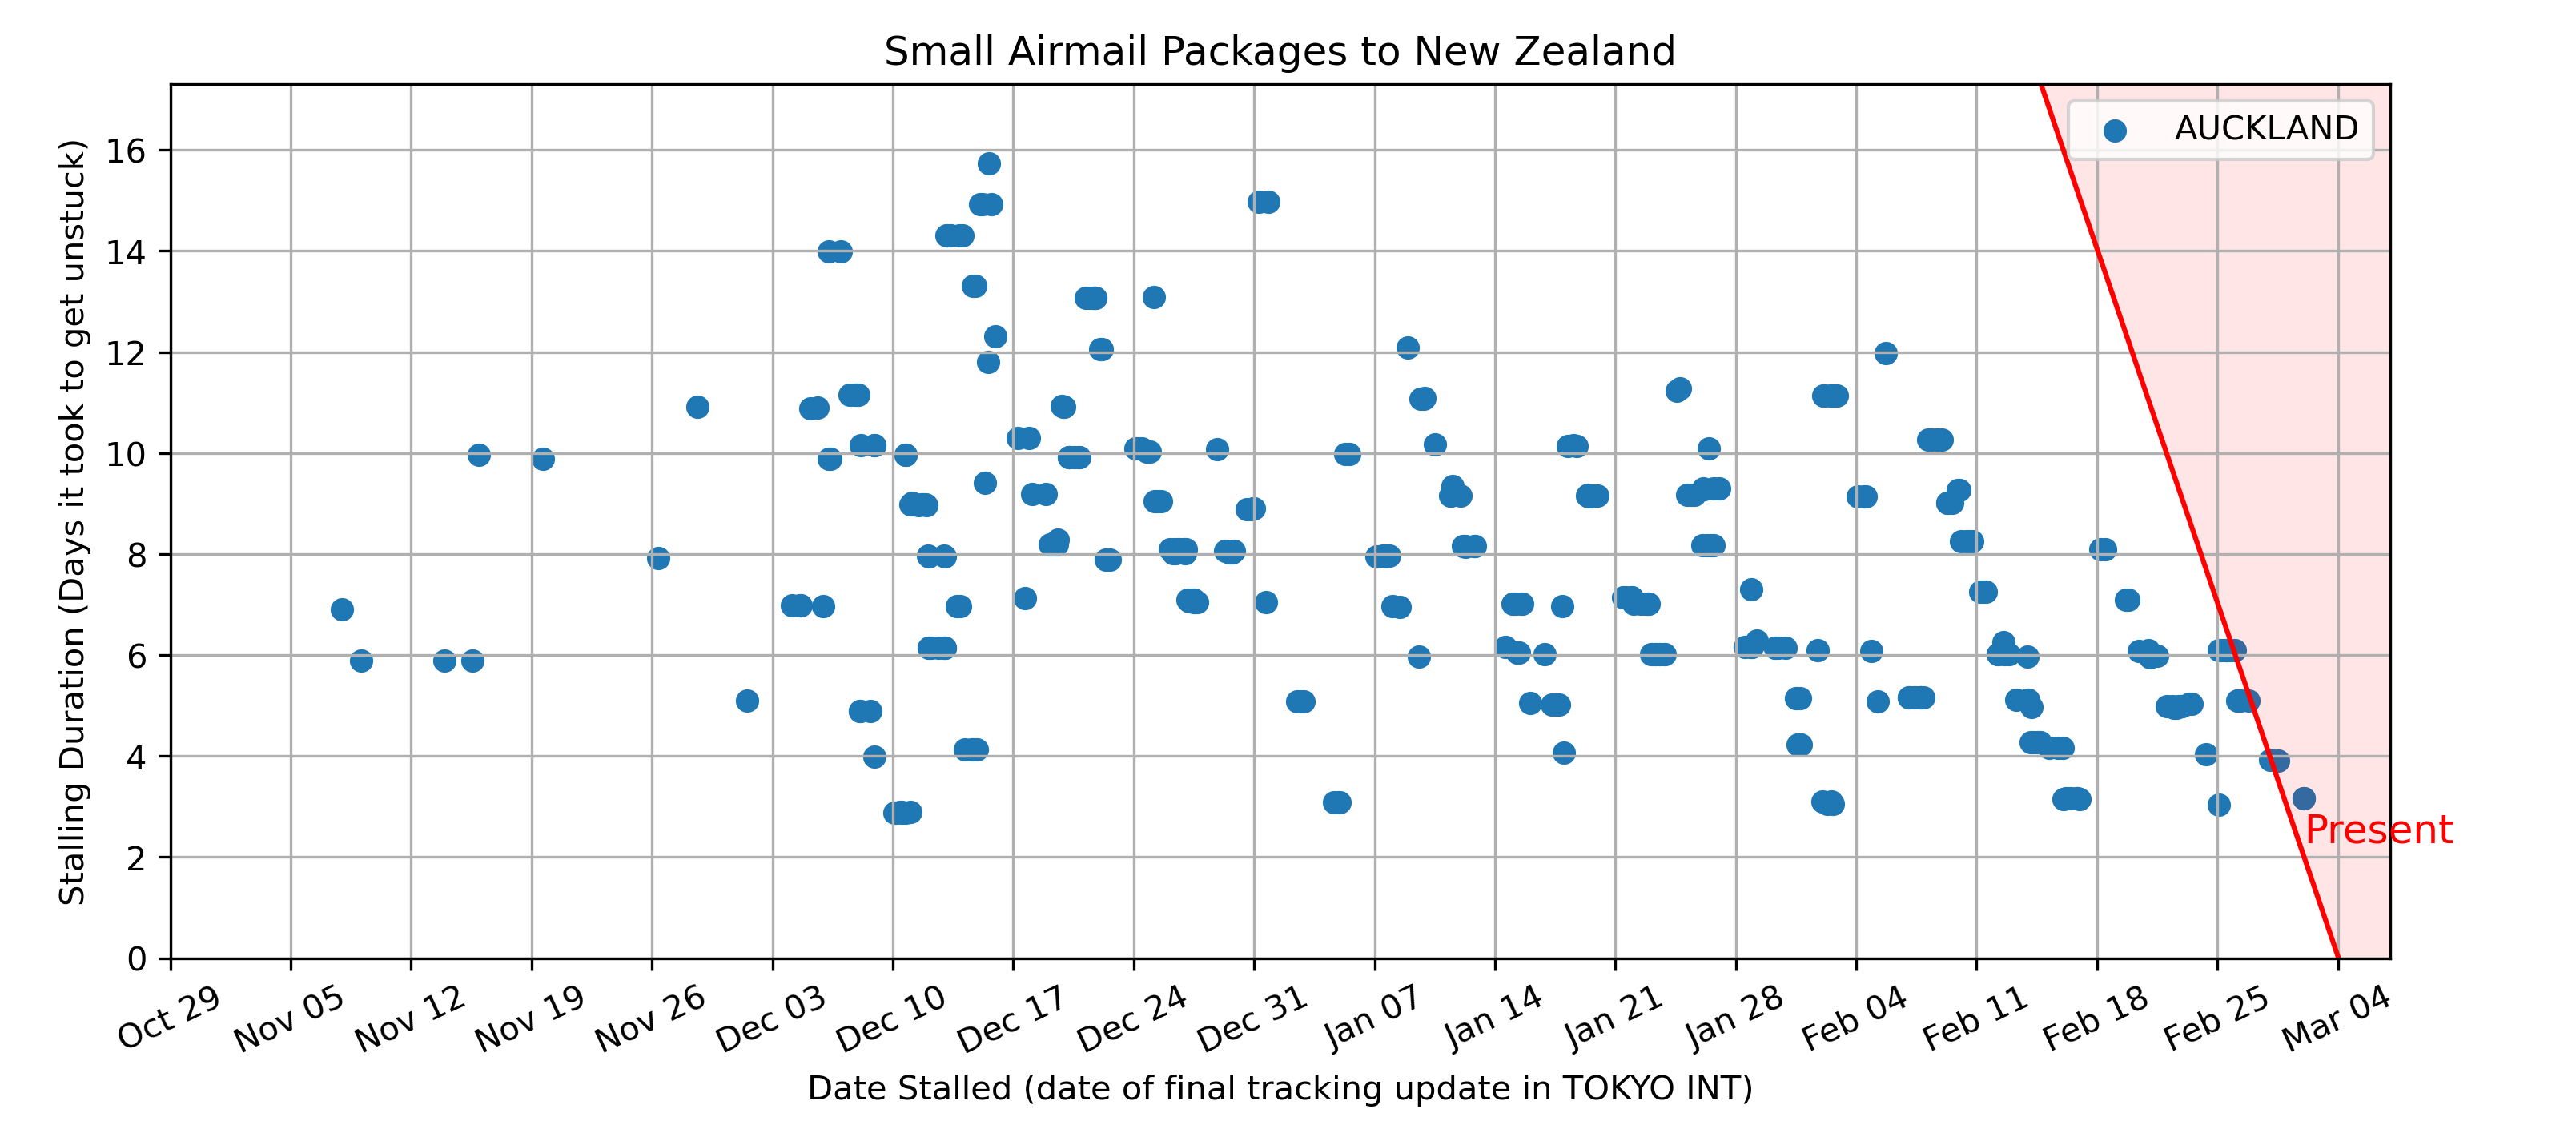 Small Airmail Packages to New Zealand
AUCKLAND
Stalling Duration (Days it took to get unstuck)
16
14
12
10
8
6
4
2
0
Present
Oct 29
Nov 05
Nov 12
Nov 19
Nov 26
Dec 03
Dec 10
Dec 17
Dec 24
Dec 31
Jan 07
Jan 14
Jan 21
Jan 28
Feb 04
Feb 11
Feb 18
Feb 25
Mar 04
Date Stalled (date of final tracking update in TOKYO INT)